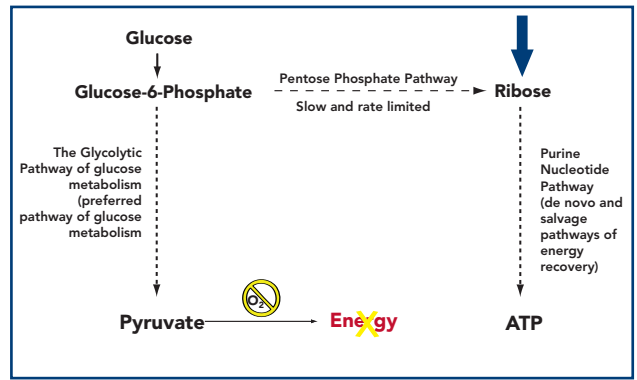 Glucose
Glucose-6-Phosphate
Pentose Phosphate Pathway
Slow and rate limited
Ribose
The Glycolytic
Pathway of glucose
metabolism
(preferred
pathway of glucose
metabolism
Purine
Nucleotide
Pathway
(de novo and
salvage
pathways of
energy
recovery)
O2
Pyruvate
Energy
ATP